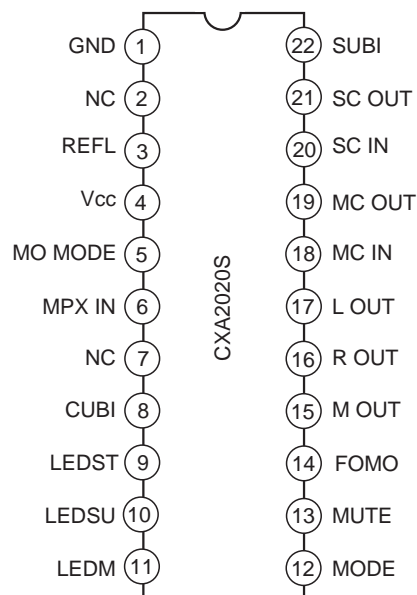 GND 1
NC 2
REFL 3
Vcc 4
MO MODE 5
MPX IN 6
NC 7
CUBI 8
LEDST 9
LEDSU 10
LEDM 11
CXA2020S
22 SUBI
21 SC OUT
20 SC IN
19 MC OUT
18 MC IN
17 L OUT
16 R OUT
15 M OUT
14 FOMO
13 MUTE
12 MODE